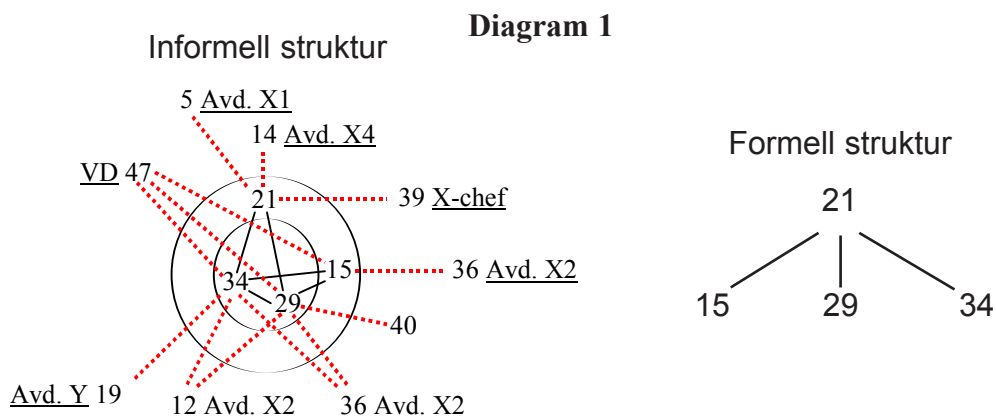 Diagram 1
Informell struktur
5 Avd. X1
14 Avd. X4
VD 47
21
39 X-chef
15
36 Avd. X2
34
29
40
Avd. Y 19
12 Avd. X2
36 Avd. X2
Formell struktur
21
15 29 34